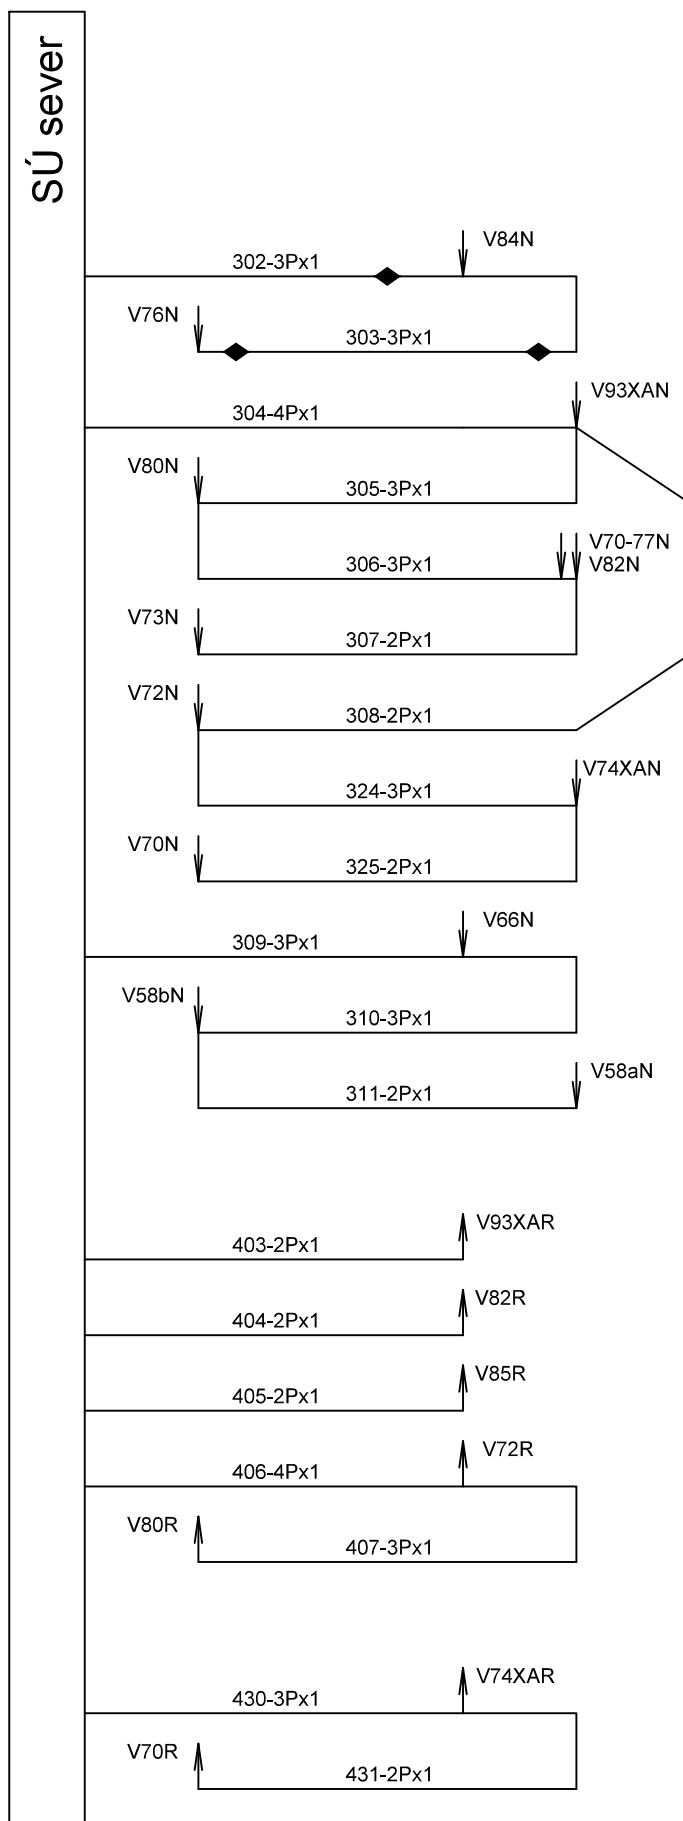 SÚ sever
V84N
302-3Px1
V76N
303-3Px1
V93XAN
304-4Px1
V80N
305-3Px1
V70-77N
306-3Px1
V82N
V73N
307-2Px1
V72N
308-2Px1
V74XAN
324-3Px1
V70N
325-2Px1
V66N
309-3Px1
V58bN
310-3Px1
V58aN
311-2Px1
V93XAR
403-2Px1
V82R
404-2Px1
V85R
405-2Px1
V72R
406-4Px1
V80R
407-3Px1
V74XAR
430-3Px1
V70R
431-2Px1